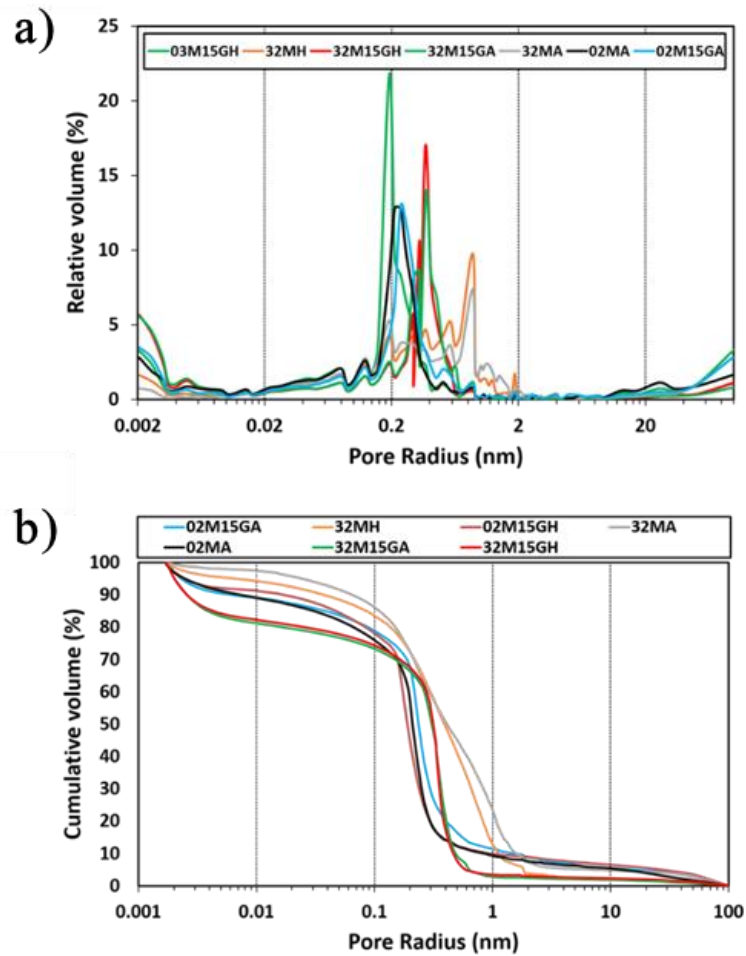 a)
25
20
15
10
5
0
Relative volume (%)
03M15GH 32MH 32M15GH 32M15GA 32MA 02MA 02M15GA
0.002 0.02 0.2 2 20
Pore Radius (nm)
b)
02M15GA 32MH 02M15GH 32MA
02MA 32M15GA 32M15GH
100
90
80
70
60
50
40
30
20
10
0
Cumulative volume (%)
0.001 0.01 0.1 1 10 100
Pore Radius (nm)